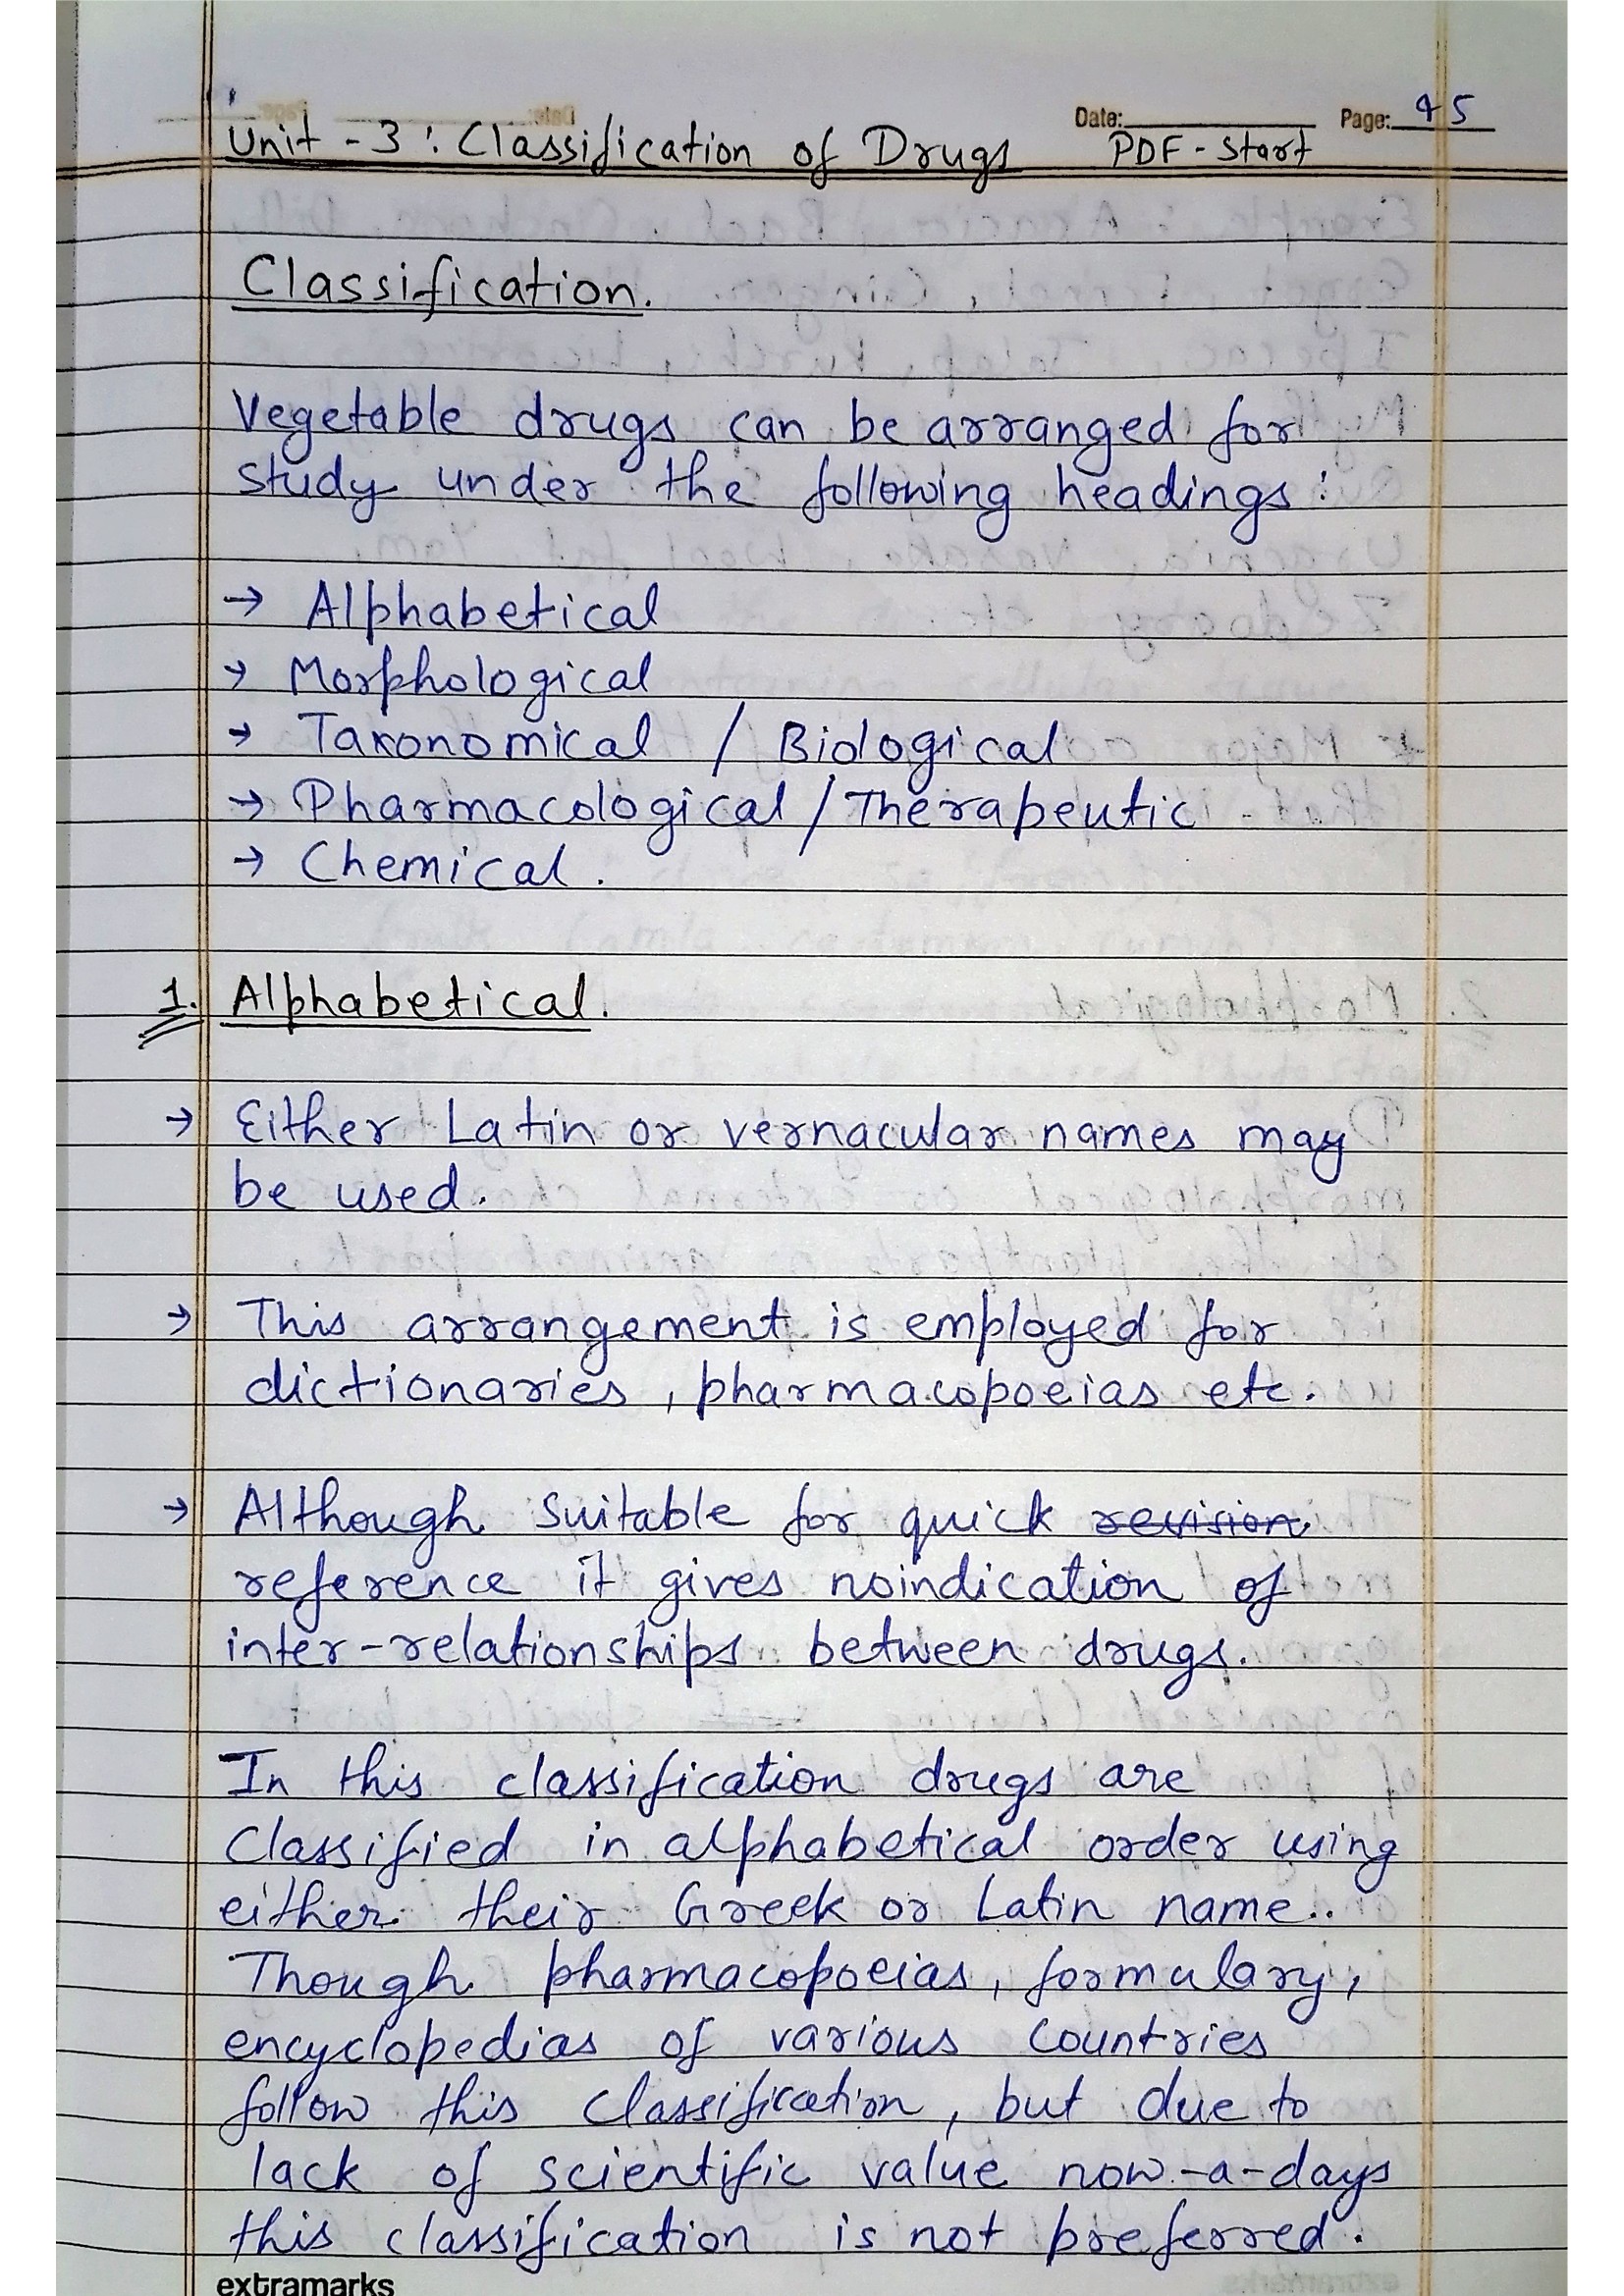 Date: Page: 45
Unit - 3 : Classification of Drugs PDF - Start
Classification.
Vegetable drugs can be arranged for
study under the following headings :
→ Alphabetical
→ Morphological
→ Taxonomical / Biological
→ Pharmacological / Therapeutic
→ Chemical.
1. Alphabetical.
→ Either Latin or vernacular names may
be used.
→ This arrangement is employed for
dictionaries, pharmacopoeias etc.
→ Although suitable for quick revision
reference it gives noindication of
inter-relationships between drugs.
In this classification drugs are
Classified in alphabetical order using
either their Greek or Latin name..
Though pharmacopoeias, formulary,
encyclopedias of various Countries
follow this Classification, but due to
lack of scientific value now-a-days
this classification is not preferred.
extramarks